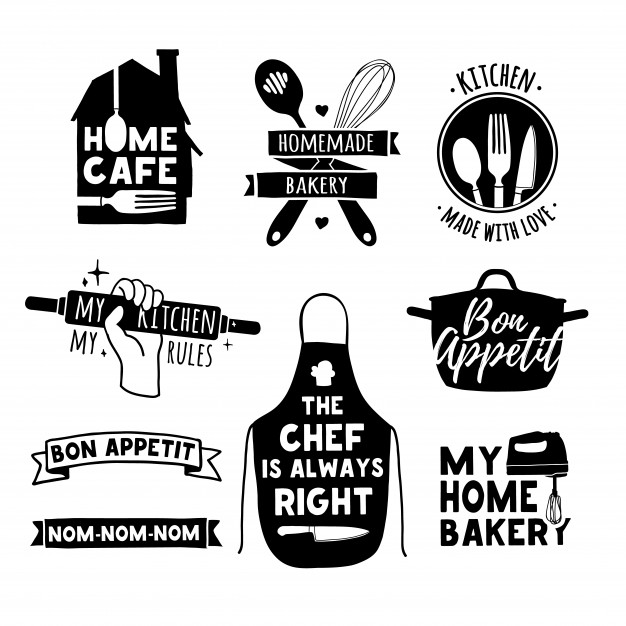 HOME
CAFE
HOMEMADE
BAKERY
· KITCHEN ·
· MADE WITH LOVE ·
MY KITCHEN
MY RULES
Bon
Appetit
THE
CHEF
IS ALWAYS
RIGHT
BON APPETIT
NOM-NOM-NOM
MY
HOME
BAKERY